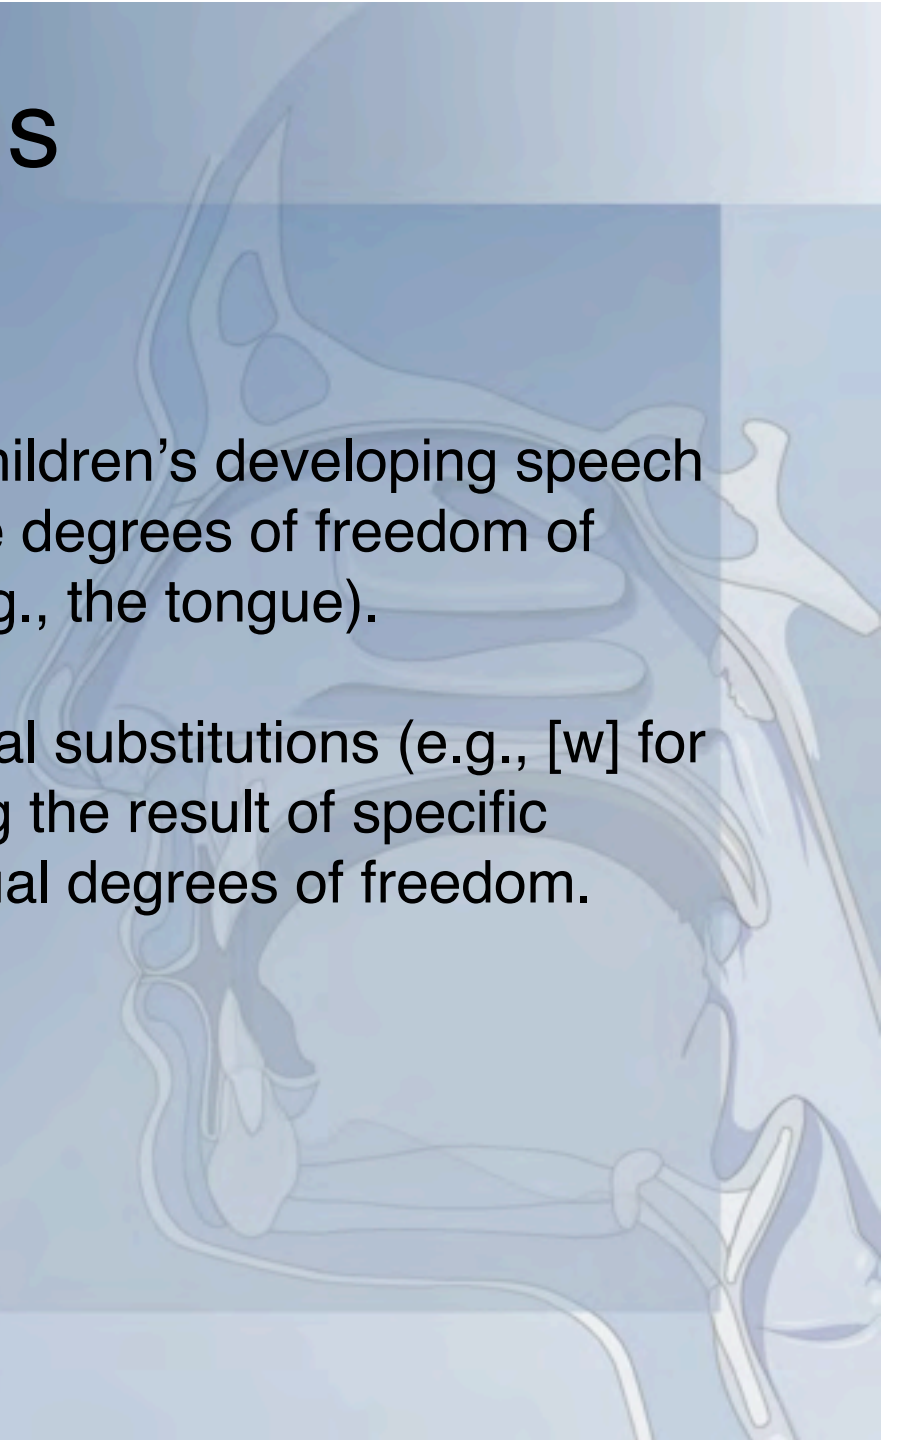 s
hildren’s developing speech
e degrees of freedom of
g., the tongue).
al substitutions (e.g., [w] for
g the result of specific
ual degrees of freedom.